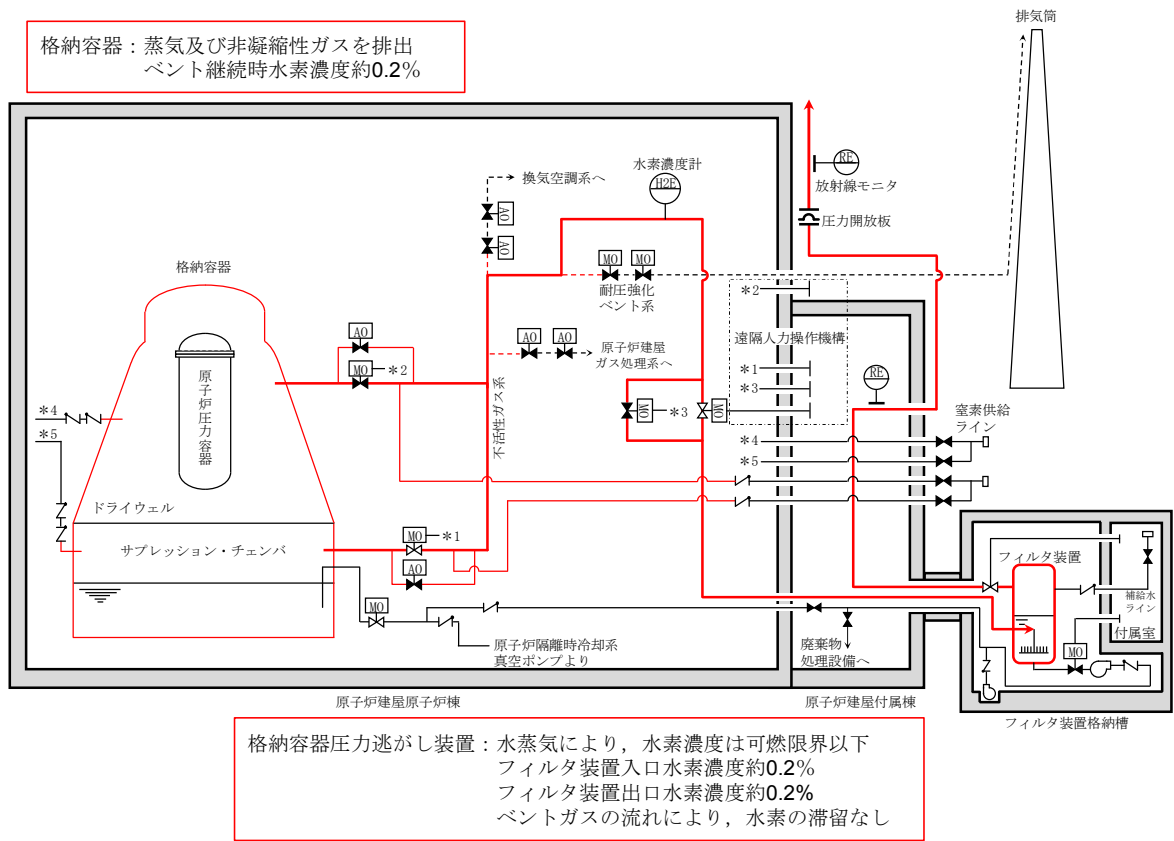 格納容器：蒸気及び非凝縮性ガスを排出
ベント継続時水素濃度約0.2%
排気筒
水素濃度計
H2E
RE
放射線モニタ
圧力開放板
換気空調系へ
AO
AO
MO
MO
耐圧強化
ベント系
格納容器
原子炉圧力容器
AO
MO
＊2
AO
AO
原子炉建屋
ガス処理系へ
不活性ガス系
＊2
遠隔人力操作機構
＊1
＊3
MO
＊3
MO
RE
＊4
＊5
＊4
＊5
窒素供給
ライン
ドライウェル
サプレッション・チェンバ
MO
＊1
AO
MO
原子炉隔離時冷却系
真空ポンプより
廃棄物
処理設備へ
フィルタ装置
補給水
ライン
付属室
MO
原子炉建屋原子炉棟
原子炉建屋付属棟
フィルタ装置格納槽
格納容器圧力逃がし装置：水蒸気により，水素濃度は可燃限界以下
フィルタ装置入口水素濃度約0.2%
フィルタ装置出口水素濃度約0.2%
ベントガスの流れにより，水素の滞留なし